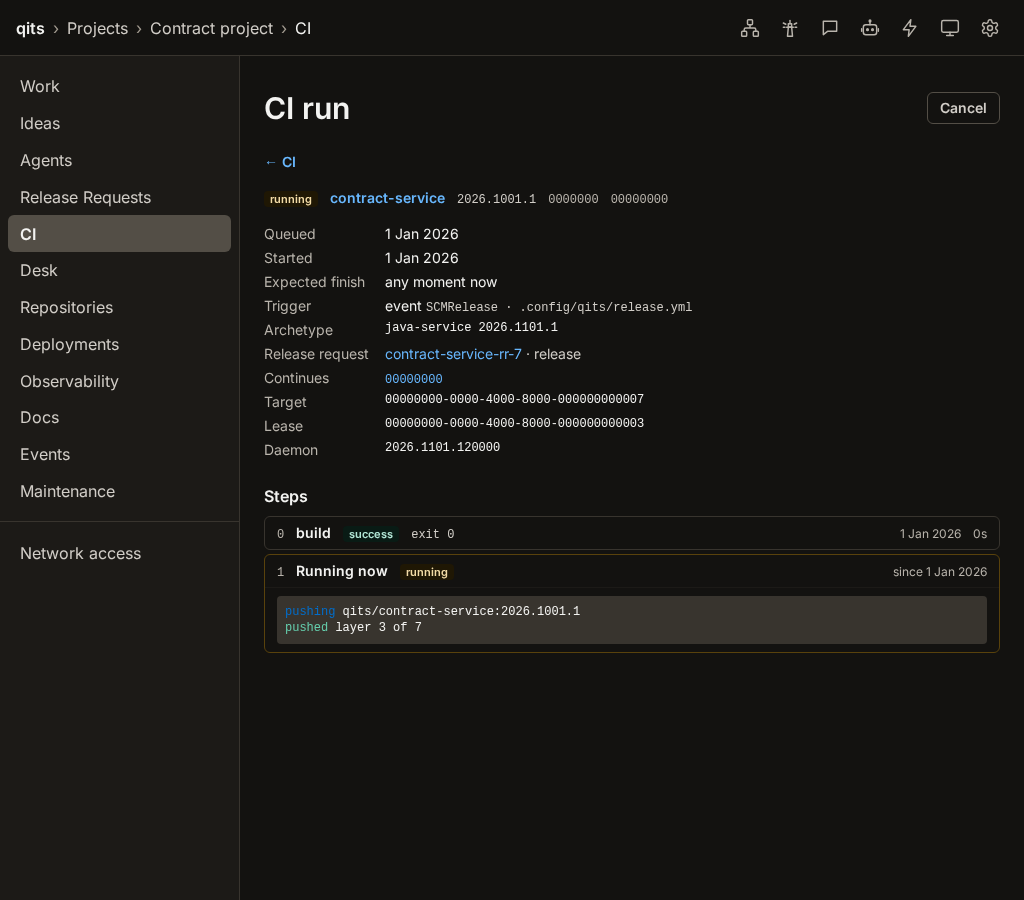 qits › Projects › Contract project › CI
Work
Ideas
Agents
Release Requests
CI
Desk
Repositories
Deployments
Observability
Docs
Events
Maintenance
Network access
CI run
Cancel
← CI
running contract-service 2026.1001.1 0000000 00000000
Queued 1 Jan 2026
Started 1 Jan 2026
Expected finish any moment now
Trigger event SCMRelease · .config/qits/release.yml
Archetype java-service 2026.1101.1
Release request contract-service-rr-7 · release
Continues 00000000
Target 00000000-0000-4000-8000-000000000007
Lease 00000000-0000-4000-8000-000000000003
Daemon 2026.1101.120000
Steps
0 build success exit 0 1 Jan 2026 0s
1 Running now running since 1 Jan 2026
pushing qits/contract-service:2026.1001.1
pushed layer 3 of 7